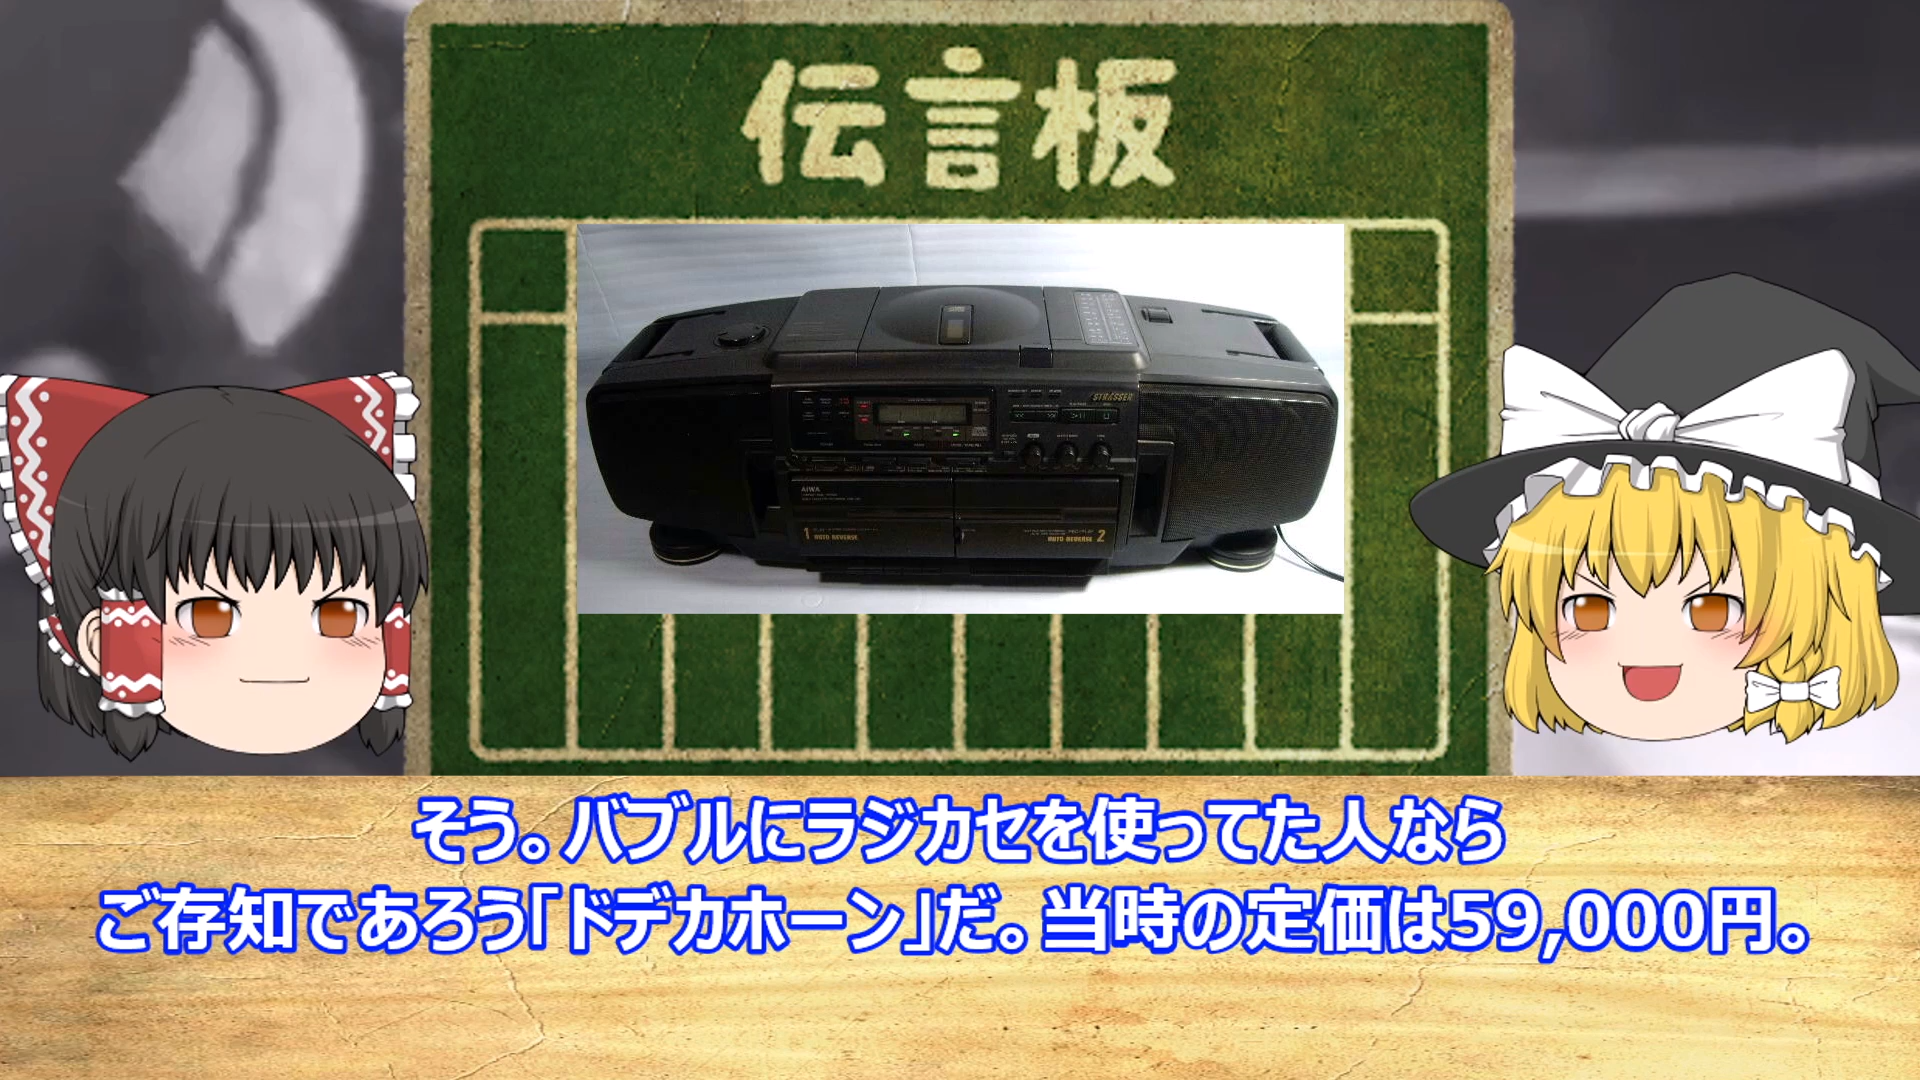 伝言板
STRASSER
AIWA
1 AUTO REVERSE
AUTO REVERSE 2
そう。バブルにラジカセを使ってた人なら
ご存知であろう「ドデカホーン」だ。当時の定価は59,000円。